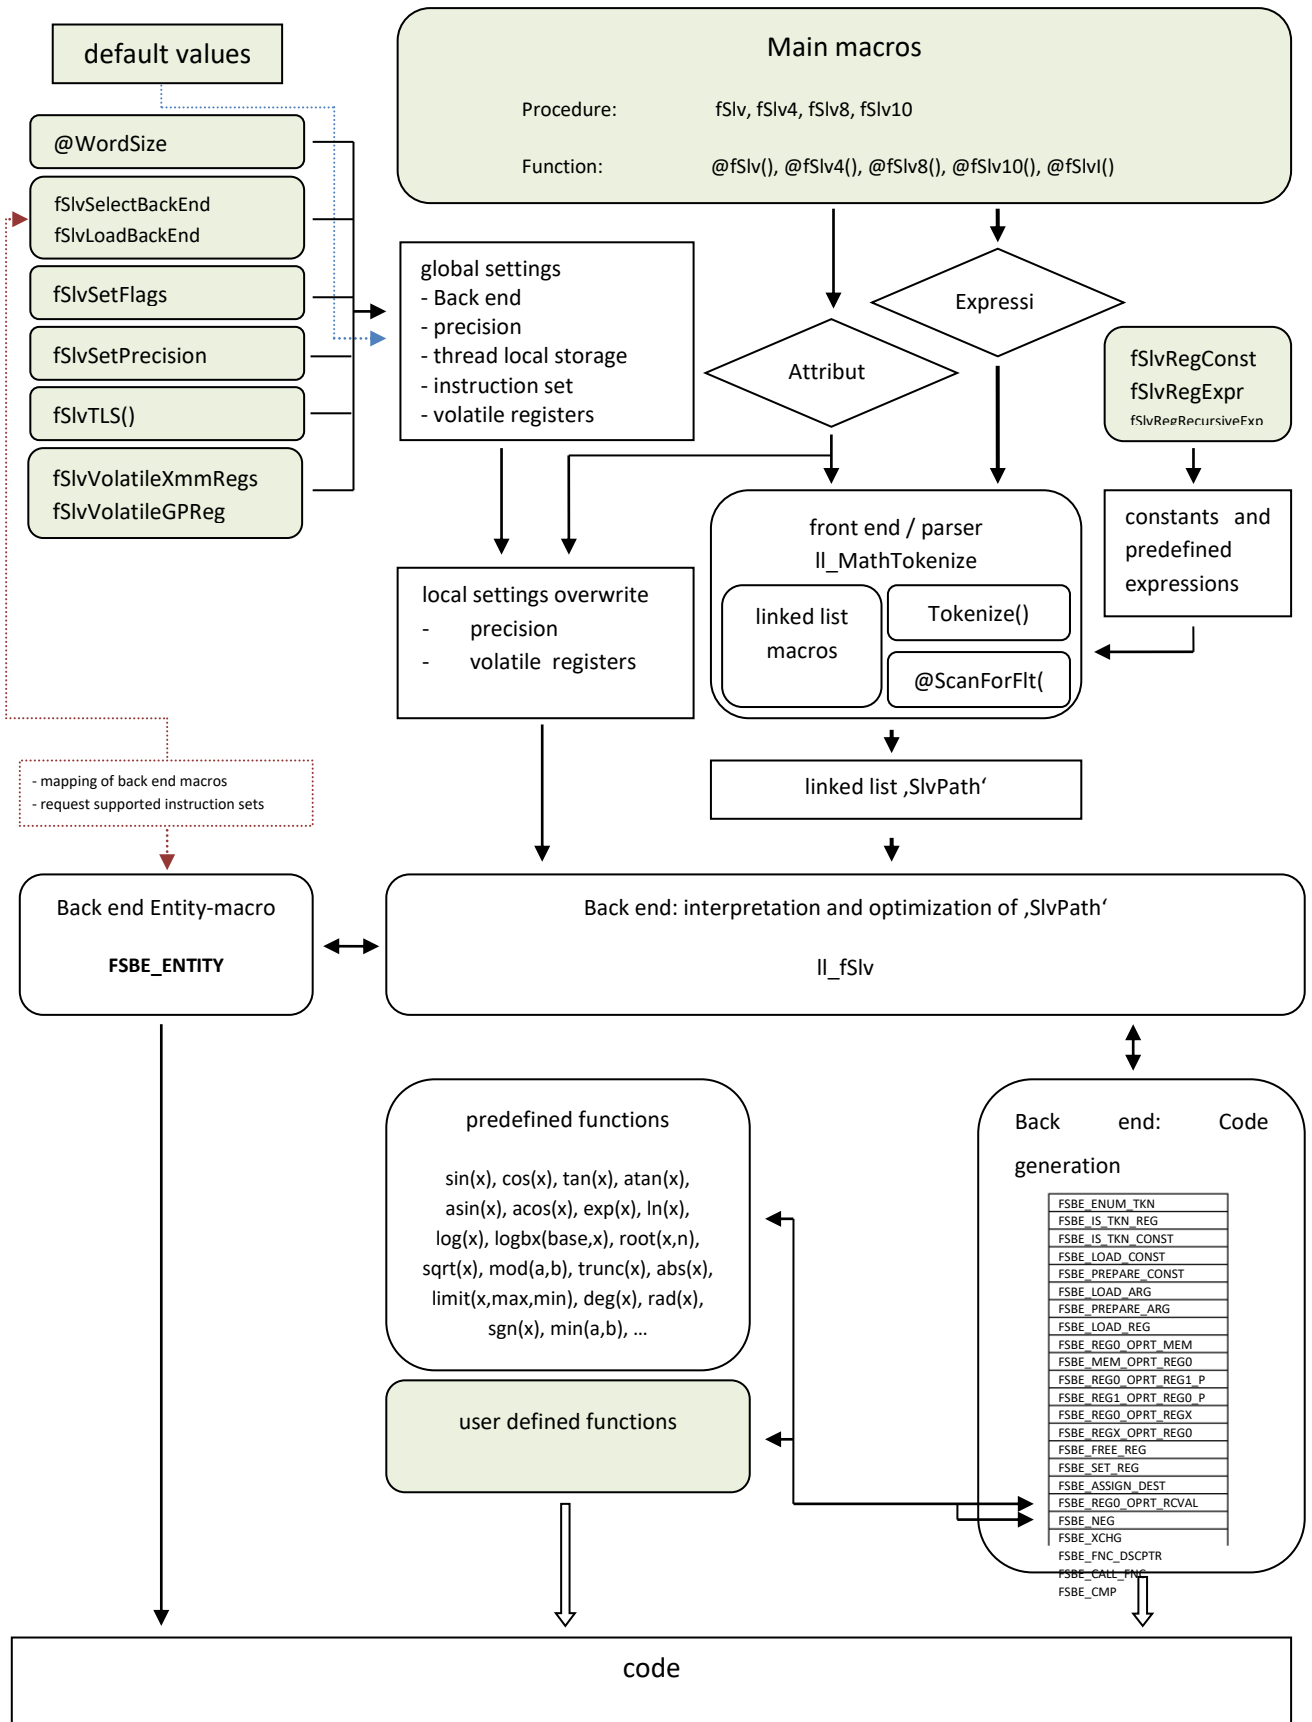 default values
Main macros
Procedure: fSlv, fSlv4, fSlv8, fSlv10
Function: @fSlv(), @fSlv4(), @fSlv8(), @fSlv10(), @fSlvI()
@WordSize
fSlvSelectBackEnd
fSlvLoadBackEnd
fSlvSetFlags
fSlvSetPrecision
fSlvTLS()
fSlvVolatileXmmRegs
fSlvVolatileGPReg
global settings
- Back end
- precision
- thread local storage
- instruction set
- volatile registers
Expressi
Attribut
fSlvRegConst
fSlvRegExpr
fSlvRegRecursiveExp
constants and
predefined
expressions
front end / parser
ll_MathTokenize
linked list
macros
Tokenize()
@ScanForFlt(
local settings overwrite
- precision
- volatile registers
linked list ‚SlvPath‘
- mapping of back end macros
- request supported instruction sets
Back end Entity-macro
FSBE_ENTITY
Back end: interpretation and optimization of ‚SlvPath‘
ll_fSlv
predefined functions
sin(x), cos(x), tan(x), atan(x),
asin(x), acos(x), exp(x), ln(x),
log(x), logbx(base,x), root(x,n),
sqrt(x), mod(a,b), trunc(x), abs(x),
limit(x,max,min), deg(x), rad(x),
sgn(x), min(a,b), ...
user defined functions
Back end: Code
generation
FSBE_ENUM_TKN
FSBE_IS_TKN_REG
FSBE_IS_TKN_CONST
FSBE_LOAD_CONST
FSBE_PREPARE_CONST
FSBE_LOAD_ARG
FSBE_PREPARE_ARG
FSBE_LOAD_REG
FSBE_REG0_OPRT_MEM
FSBE_MEM_OPRT_REG0
FSBE_REG0_OPRT_REG1_P
FSBE_REG1_OPRT_REG0_P
FSBE_REG0_OPRT_REGX
FSBE_REGX_OPRT_REG0
FSBE_FREE_REG
FSBE_SET_REG
FSBE_ASSIGN_DEST
FSBE_REG0_OPRT_RCVAL
FSBE_NEG
FSBE_XCHG
FSBE_FNC_DSCPTR
FSBE_CALL_FNC
FSBE_CMP
code